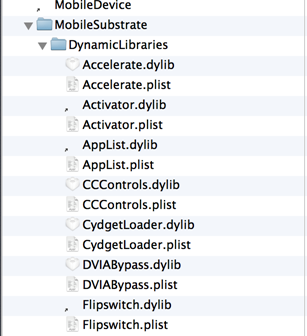 MobileDevice
MobileSubstrate
DynamicLibraries
Accelerate.dylib
Accelerate.plist
Activator.dylib
Activator.plist
AppList.dylib
AppList.plist
CCControls.dylib
CCControls.plist
CydgetLoader.dylib
CydgetLoader.plist
DVIABypass.dylib
DVIABypass.plist
Flipswitch.dylib
Flipswitch.plist